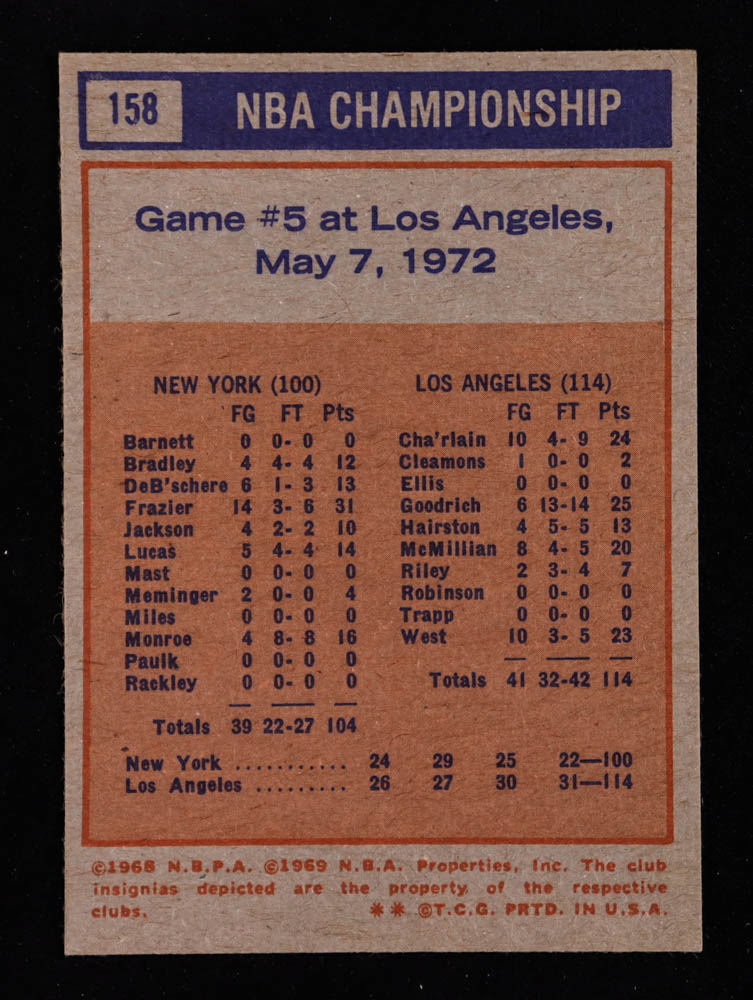 158 NBA CHAMPIONSHIP
Game #5 at Los Angeles,
May 7, 1972
NEW YORK (100)
FG FT Pts
Barnett 0 0- 0 0
Bradley 4 4- 4 12
DeB'schere 6 1- 3 13
Frazier 14 3- 6 31
Jackson 4 2- 2 10
Lucas 5 4- 4 14
Mast 0 0- 0 0
Meminger 2 0- 0 4
Miles 0 0- 0 0
Monroe 4 8- 8 16
Paulk 0 0- 0 0
Rackley 0 0- 0 0
Totals 39 22-27 104
LOS ANGELES (114)
FG FT Pts
Cha'rlain 10 4- 9 24
Cleamons 1 0- 0 2
Ellis 0 0- 0 0
Goodrich 6 13-14 25
Hairston 4 5- 5 13
McMillian 8 4- 5 20
Riley 2 3- 4 7
Robinson 0 0- 0 0
Trapp 0 0- 0 0
West 10 3- 5 23
Totals 41 32-42 114
New York ........... 24 29 25 22—100
Los Angeles ......... 26 27 30 31—114
©1968 N.B.P.A. ©1969 N.B.A. Properties, Inc. The club
insignias depicted are the property of the respective
clubs. ** ©T.C.G. PRTD. IN U.S.A.